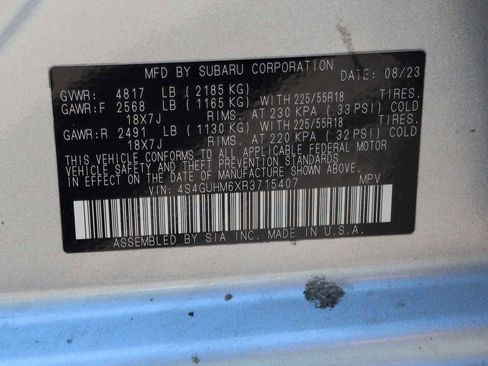 MFD BY SUBARU CORPORATION DATE: 08/23
GVWR: 4817 LB (2185 KG)
GAWR:F 2568 LB (1165 KG) WITH 225/55R18 TIRES.
18X7J RIMS. AT 230 KPA (33 PSI) COLD
GAWR:R 2491 LB (1130 KG) WITH 225/55R18 TIRES.
18X7J RIMS. AT 220 KPA (32 PSI) COLD
THIS VEHICLE CONFORMS TO ALL APPLICABLE FEDERAL MOTOR
VEHICLE SAFETY AND THEFT PREVENTION STANDARDS
IN EFFECT ON THE DATE OF MANUFACTURE SHOWN ABOVE.
VIN: 4S4GUHM6XR3715407 MPV
ASSEMBLED BY SIA INC. MADE IN U.S.A.